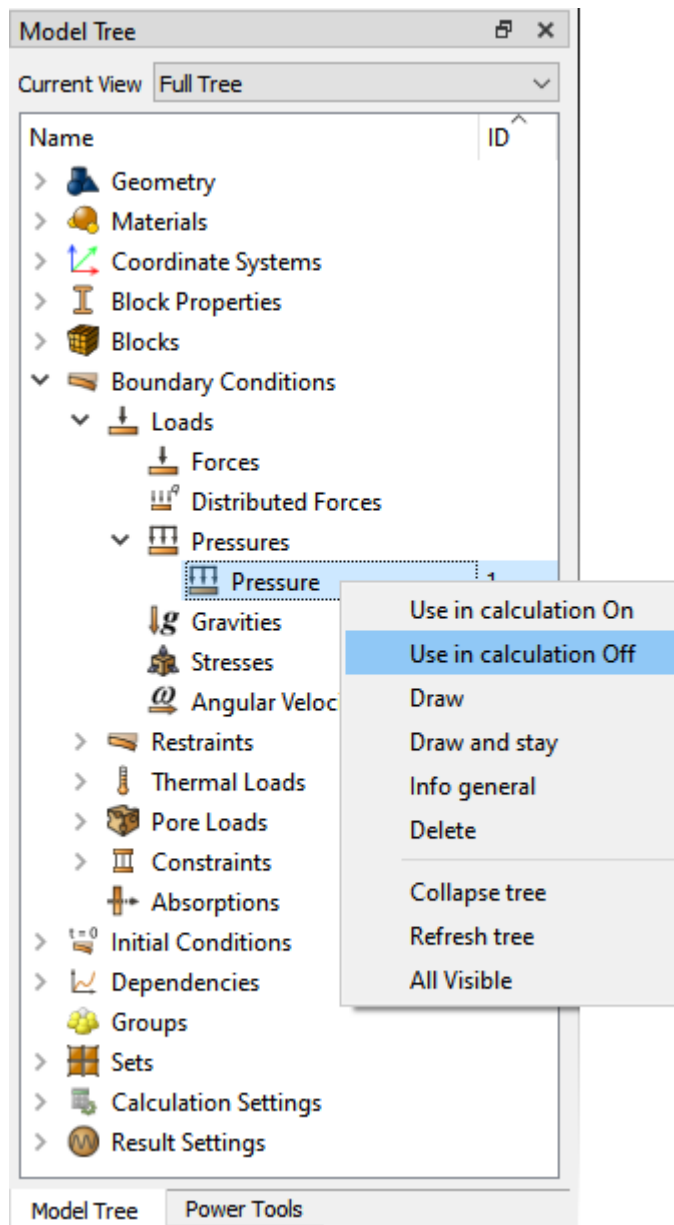 Model Tree
Current View Full Tree
Name ID
Geometry
Materials
Coordinate Systems
Block Properties
Blocks
Boundary Conditions
Loads
Forces
q Distributed Forces
Pressures
Pressure 1
g Gravities
Stresses
ω Angular Veloci
Restraints
Thermal Loads
Pore Loads
Constraints
Absorptions
t=0 Initial Conditions
Dependencies
Groups
Sets
Calculation Settings
Result Settings
Use in calculation On
Use in calculation Off
Draw
Draw and stay
Info general
Delete
Collapse tree
Refresh tree
All Visible
Model Tree Power Tools